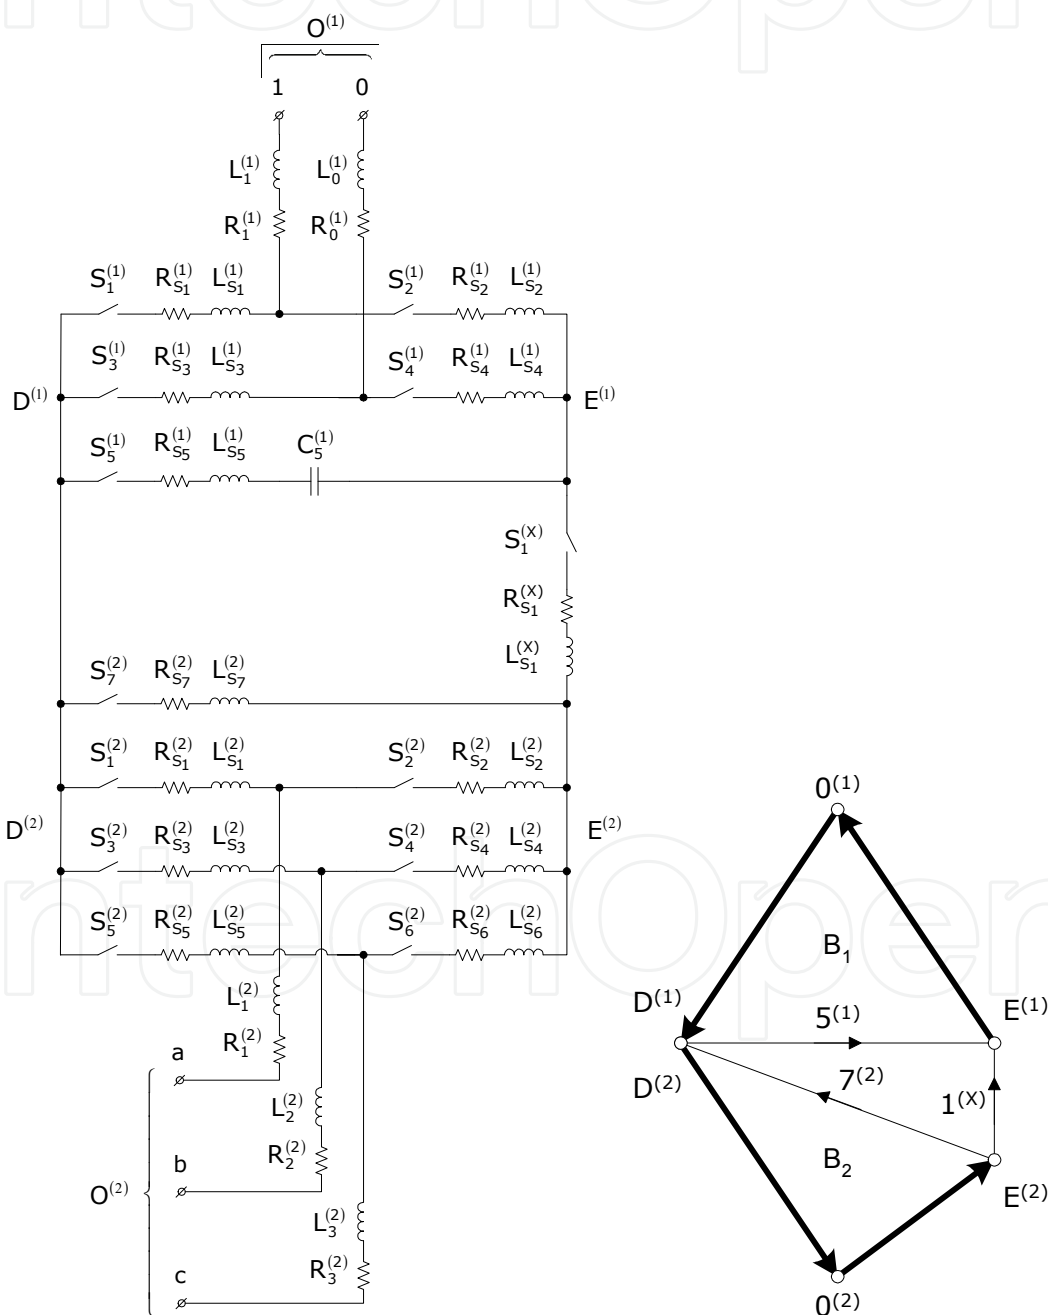 O^(1)
1 0
L_1^(1) L_0^(1)
R_1^(1) R_0^(1)
S_1^(1) R_S1^(1) L_S1^(1) S_2^(1) R_S2^(1) L_S2^(1)
S_3^(1) R_S3^(1) L_S3^(1) S_4^(1) R_S4^(1) L_S4^(1)
D^(1) E^(1)
S_5^(1) R_S5^(1) L_S5^(1) C_5^(1)
S_1^(X)
R_S1^(X)
L_S1^(X)
S_7^(2) R_S7^(2) L_S7^(2)
S_1^(2) R_S1^(2) L_S1^(2) S_2^(2) R_S2^(2) L_S2^(2)
D^(2) E^(2)
S_3^(2) R_S3^(2) L_S3^(2) S_4^(2) R_S4^(2) L_S4^(2)
S_5^(2) R_S5^(2) L_S5^(2) S_6^(2) R_S6^(2) L_S6^(2)
L_1^(2)
R_1^(2)
a
L_2^(2)
R_2^(2)
b
O^(2)
L_3^(2)
R_3^(2)
c
0^(1)
B_1
D^(1) 5^(1) E^(1)
D^(2) 7^(2) 1^(X)
B_2
E^(2)
0^(2)
ntechOpen